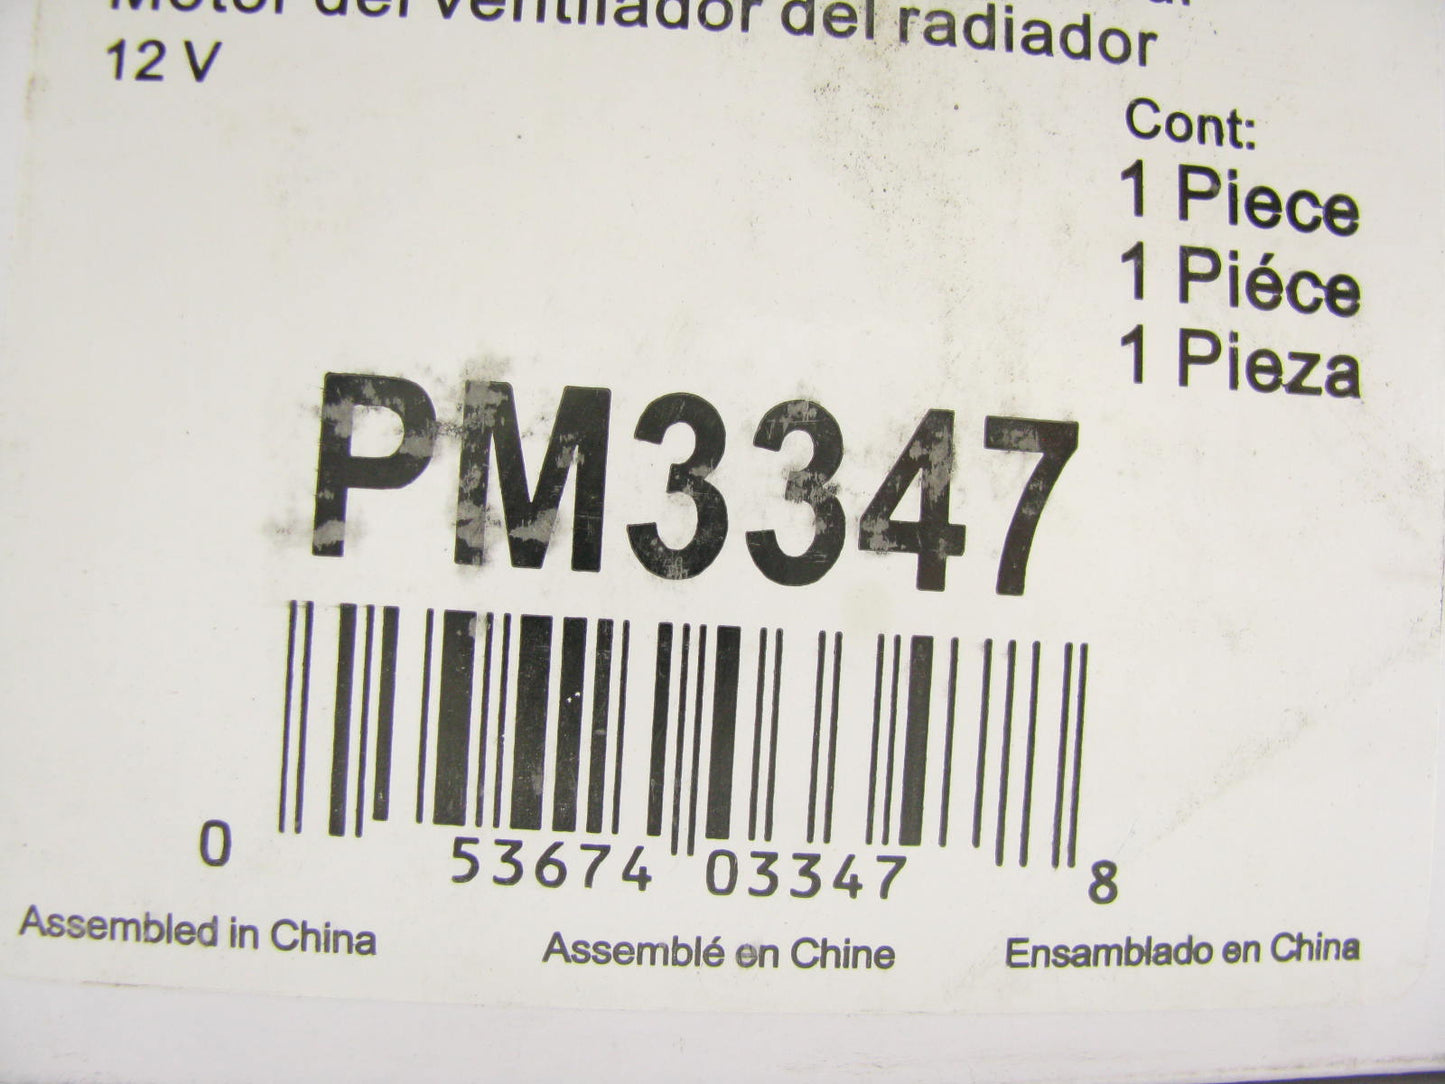 Motor del ventilador del radiador
12 V
Cont:
1 Piece
1 Piéce
1 Pieza
PM3347
0 53674 03347 8
Assembled in China Assemblé en Chine Ensamblado en China